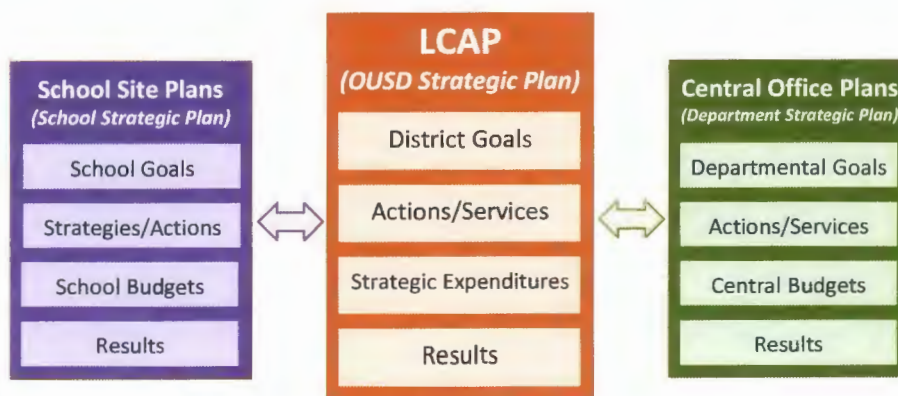 School Site Plans
(School Strategic Plan)
School Goals
Strategies/Actions
School Budgets
Results
LCAP
(OUSD Strategic Plan)
District Goals
Actions/Services
Strategic Expenditures
Results
Central Office Plans
(Department Strategic Plan)
Departmental Goals
Actions/Services
Central Budgets
Results